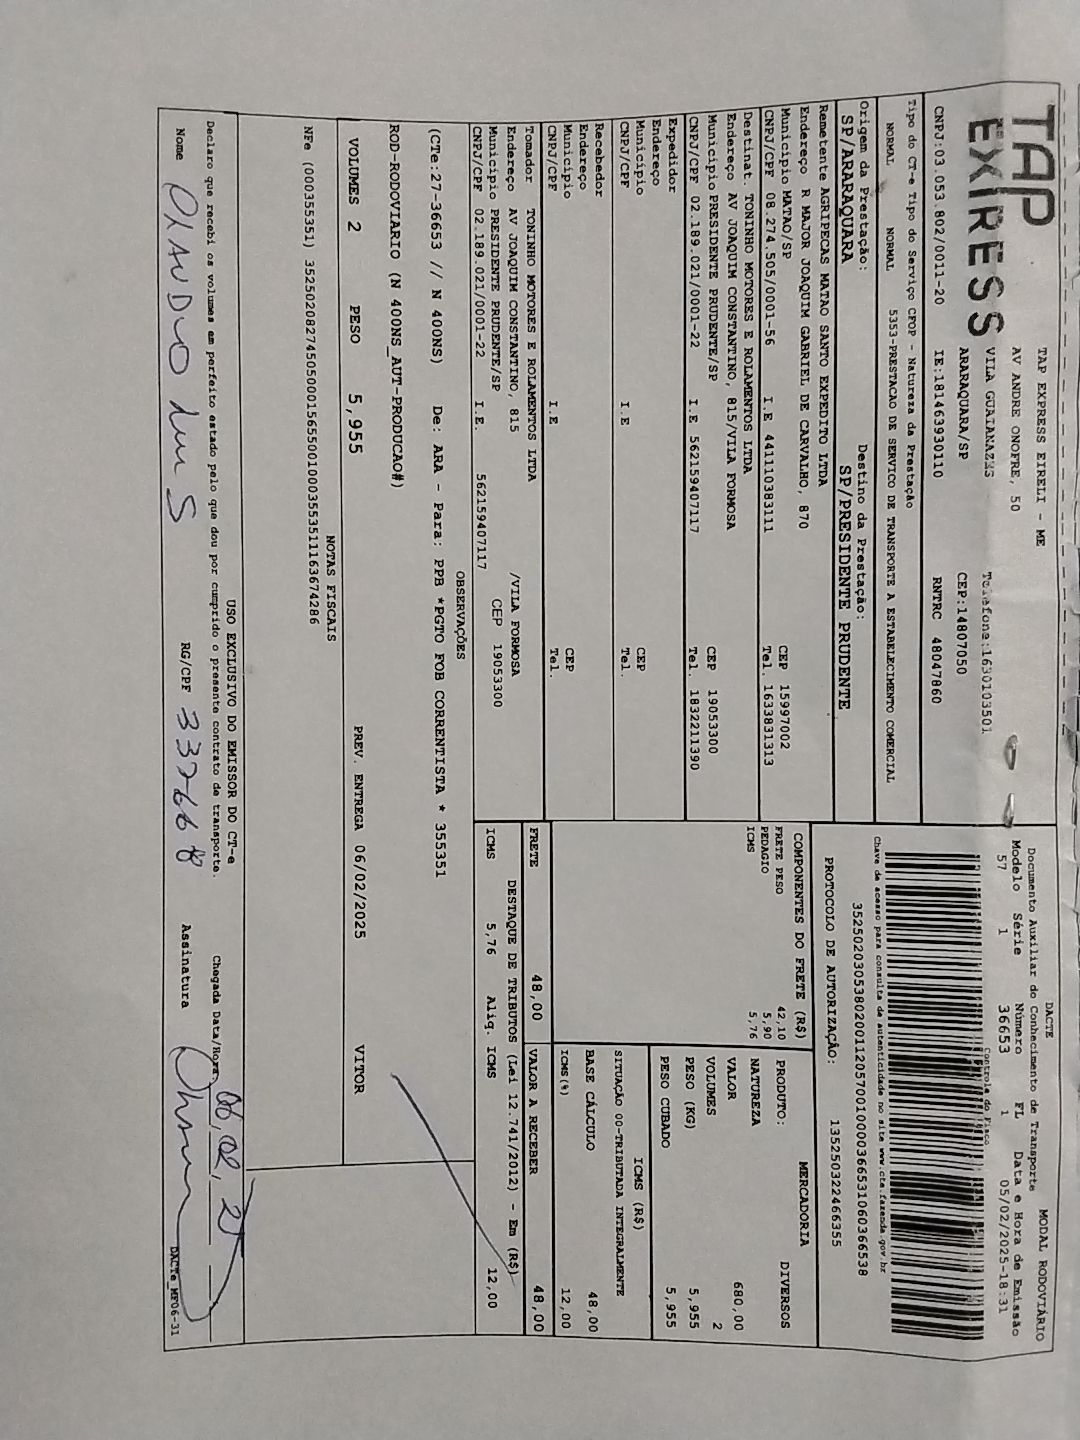 TAP
EXPRESS
TAP EXPRESS EIRELI - ME
AV ANDRE ONOFRE, 50
VILA GUAIANAZES Telefone:1630103501
ARARAQUARA/SP CEP:14807050
CNPJ:03.053.802/0011-20 IE:181463930110 RNTRC 48047860
DACTE MODAL RODOVIÁRIO
Documento Auxiliar do Conhecimento de Transporte
Modelo Série Número FL Data e Hora de Emissão
57 1 36653 1 05/02/2025-18:31
Controle do Fisco
Chave de acesso para consulta de autenticidade no site www.cte.fazenda.gov.br
35250203053802001120570010000366531060366538
PROTOCOLO DE AUTORIZAÇÃO: 135250322466355
Tipo do CT-e Tipo do Serviço CFOP - Natureza da Prestação
NORMAL NORMAL 5353-PRESTACAO DE SERVICO DE TRANSPORTE A ESTABELECIMENTO COMERCIAL
Origem da Prestação: Destino da Prestação:
SP/ARARAQUARA SP/PRESIDENTE PRUDENTE
Remetente AGRIPECAS MATAO SANTO EXPEDITO LTDA
Endereço R MAJOR JOAQUIM GABRIEL DE CARVALHO, 870
Município MATAO/SP CEP 15997002
CNPJ/CPF 08.274.505/0001-56 I.E 441110383111 Tel. 1633831313
Destinat. TONINHO MOTORES E ROLAMENTOS LTDA
Endereço AV JOAQUIM CONSTANTINO, 815/VILA FORMOSA
Município PRESIDENTE PRUDENTE/SP CEP 19053300
CNPJ/CPF 02.189.021/0001-22 I.E 562159407117 Tel. 1832211390
Expedidor
Endereço
Município CEP
CNPJ/CPF I.E Tel.
Recebedor
Endereço
Município CEP
CNPJ/CPF I.E Tel.
Tomador TONINHO MOTORES E ROLAMENTOS LTDA
Endereço AV JOAQUIM CONSTANTINO, 815 /VILA FORMOSA
Município PRESIDENTE PRUDENTE/SP CEP 19053300
CNPJ/CPF 02.189.021/0001-22 I.E. 562159407117
COMPONENTES DO FRETE (R$)
FRETE PESO 42,10
PEDAGIO 5,90
ICMS 5,76
MERCADORIA
PRODUTO: DIVERSOS
NATUREZA
VALOR 680,00
VOLUMES 2
PESO (KG) 5,955
PESO CUBADO 5,955
ICMS (R$)
SITUAÇÃO 00-TRIBUTADA INTEGRALMENTE
BASE CÁLCULO 48,00
ICMS(%) 12,00
FRETE 48,00 VALOR A RECEBER 48,00
DESTAQUE DE TRIBUTOS (Lei 12.741/2012) - Em (R$)
ICMS 5,76 Aliq. ICMS 12,00
OBSERVAÇÕES
(CTe:27-36653 // N 400NS) De: ARA - Para: PPB *PGTO FOB CORRENTISTA * 355351
ROD-RODOVIARIO (N 400NS_AUT-PRODUCAO#)
VOLUMES 2 PESO 5,955 PREV. ENTREGA 06/02/2025 VITOR
NOTAS FISCAIS
NFe (000355351) 35250208274505000156550010003553511163674286
USO EXCLUSIVO DO EMISSOR DO CT-e
Declaro que recebi os volumes em perfeito estado pelo que dou por cumprido o presente contrato de transporte. Chegada Data/Hora: 06,02,25
Nome RG/CPF 337668 Assinatura
DACTe_MF06-31